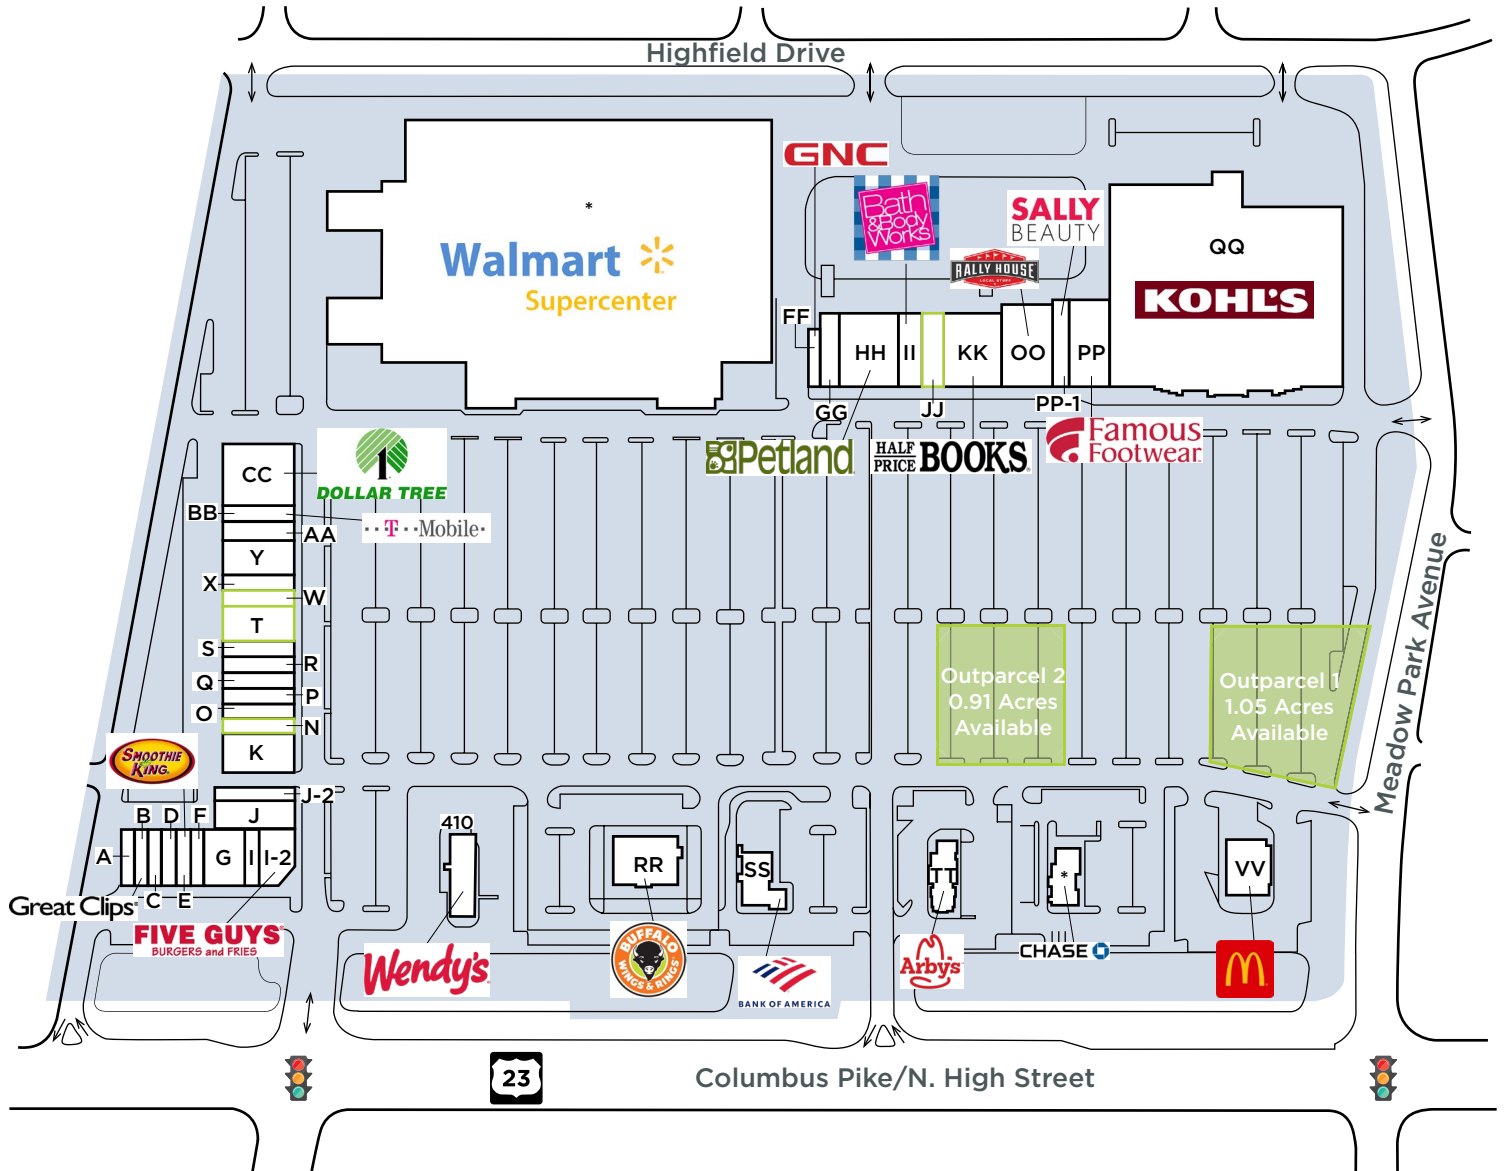 Highfield Drive
GNC
Bath
& Body
Works
SALLY
BEAUTY
RALLY HOUSE
LOCAL STUFF
*
Walmart
Supercenter
QQ
KOHL'S
FF
HH
II
KK
OO
PP
GG
JJ
PP-1
Petland
HALF
PRICE
BOOKS
Famous
Footwear
CC
1
DOLLAR TREE
BB
T-Mobile
AA
Y
X
W
T
S
R
Q
P
O
N
K
Outparcel 2
0.91 Acres
Available
Outparcel 1
1.05 Acres
Available
Meadow Park Avenue
SMOOTHIE
KING
J-2
J
B
D
F
A
G
I
I-2
C
E
Great Clips
FIVE GUYS
BURGERS and FRIES
410
Wendy's
RR
BUFFALO
WINGS & RINGS
SS
BANK OF AMERICA
TT
Arby's
*
CHASE
VV
M
23
Columbus Pike/N. High Street